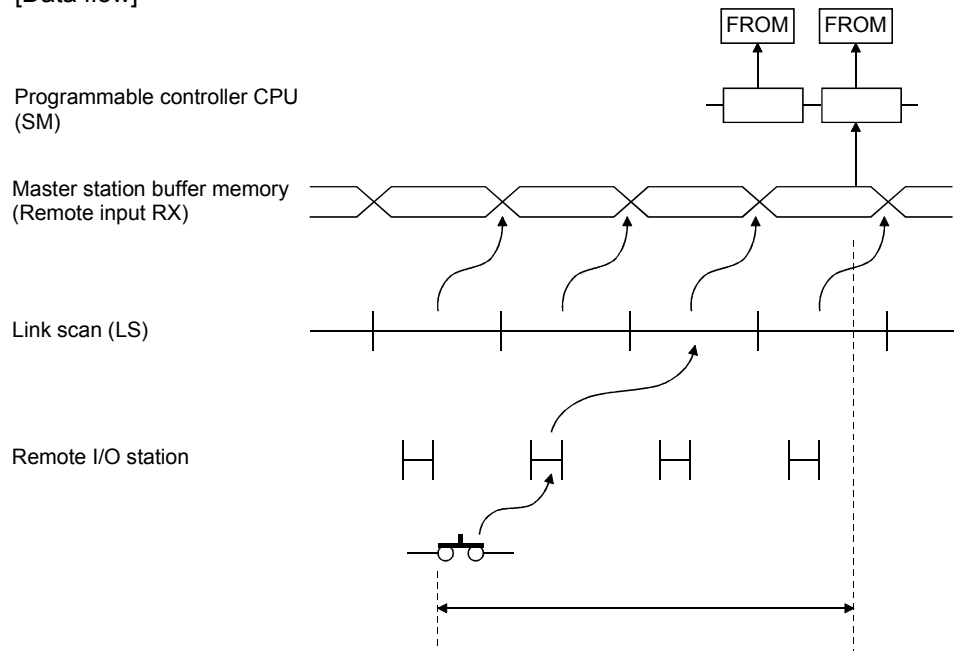 [Data flow]
FROM FROM
Programmable controller CPU
(SM)
Master station buffer memory
(Remote input RX)
Link scan (LS)
Remote I/O station